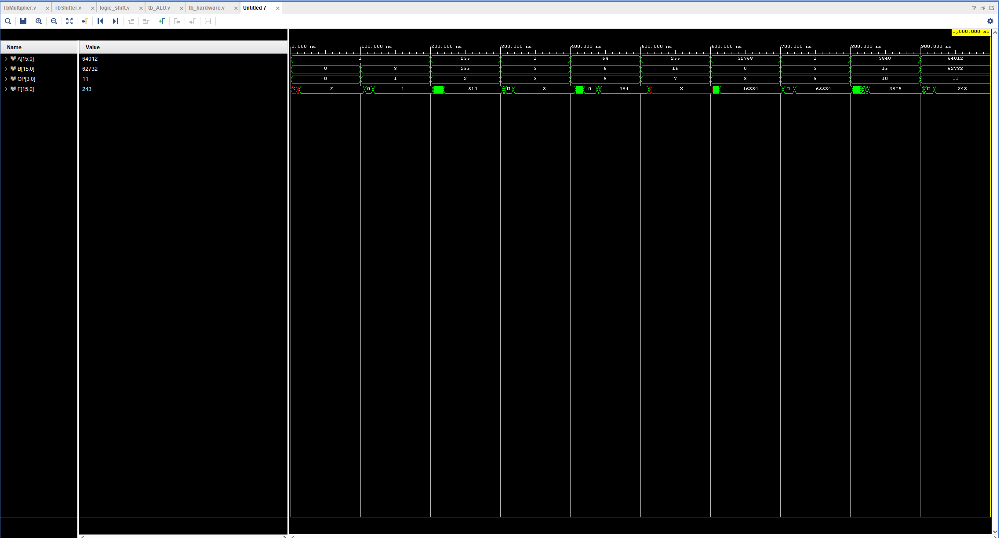 TbMultiplier.v TbShifter.v logic_shift.v tb_ALU.v tb_hardware.v Untitled 7 ?
1,000.000 ns
Name Value 0.000 ns 100.000 ns 200.000 ns 300.000 ns 400.000 ns 500.000 ns 600.000 ns 700.000 ns 800.000 ns 900.000 ns
A[15:0] 64012 1 255 1 64 255 32768 1 3840 64012
B[15:0] 62732 0 3 255 3 6 15 0 3 15 62732
OP[3:0] 11 0 1 2 3 5 7 8 9 10 11
F[15:0] 243 X 2 0 1 510 3 0 384 X 16384 65534 3825 243